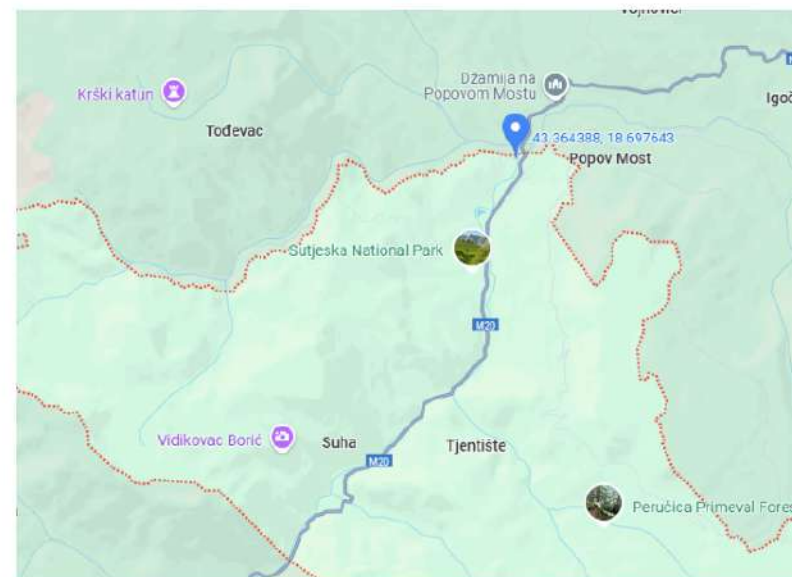 Krški katun
Džamija na
Popovom Mostu
Igoč
Tođevac
43.364388, 18.697643
Popov Most
Sutjeska National Park
M20
Vidikovac Borić
Suha
Tjentište
M20
Peručica Primeval Fores